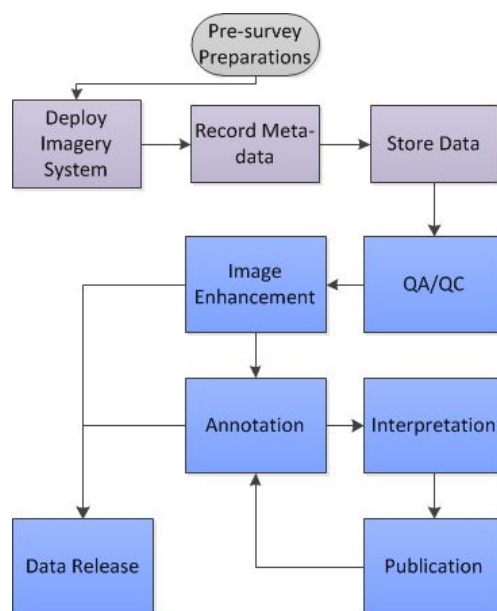 Pre-survey
Preparations
Deploy
Imagery
System
Record Meta-
data
Store Data
Image
Enhancement
QA/QC
Annotation
Interpretation
Data Release
Publication